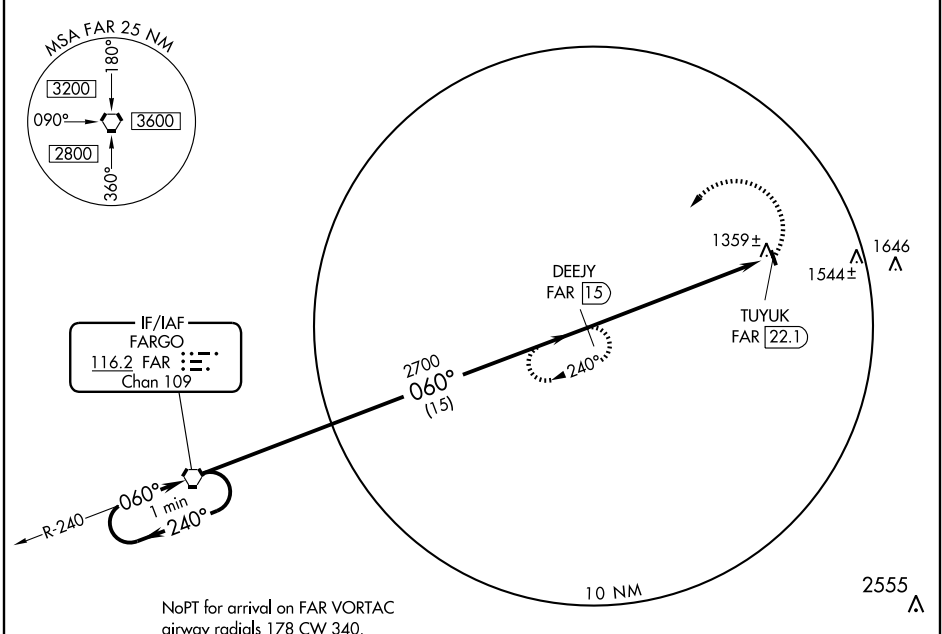 MSA FAR 25 NM
180°
3200
090°
3600
2800
360°
1359±
1646
1544±
DEEJY
FAR 15
TUYUK
FAR 22.1
IF/IAF
FARGO
116.2 FAR
Chan 109
2700
060°
(15)
240°
060°
1 min
240°
R-240
10 NM
2555
NoPT for arrival on FAR VORTAC
airway radials 178 CW 340.